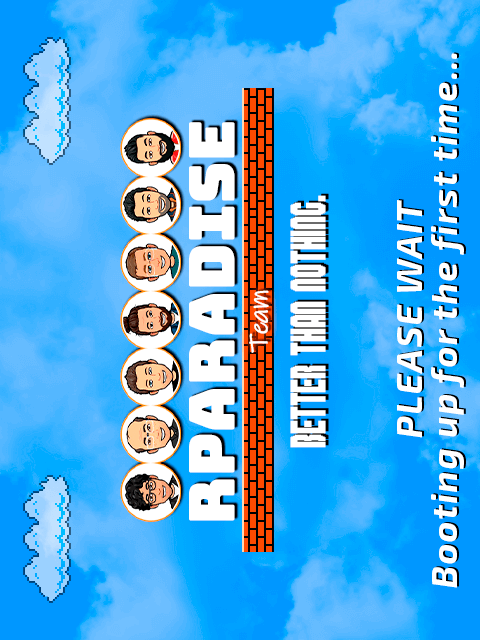 RPARADISE
Team
BETTER THAN NOTHING.
PLEASE WAIT
Booting up for the first time...